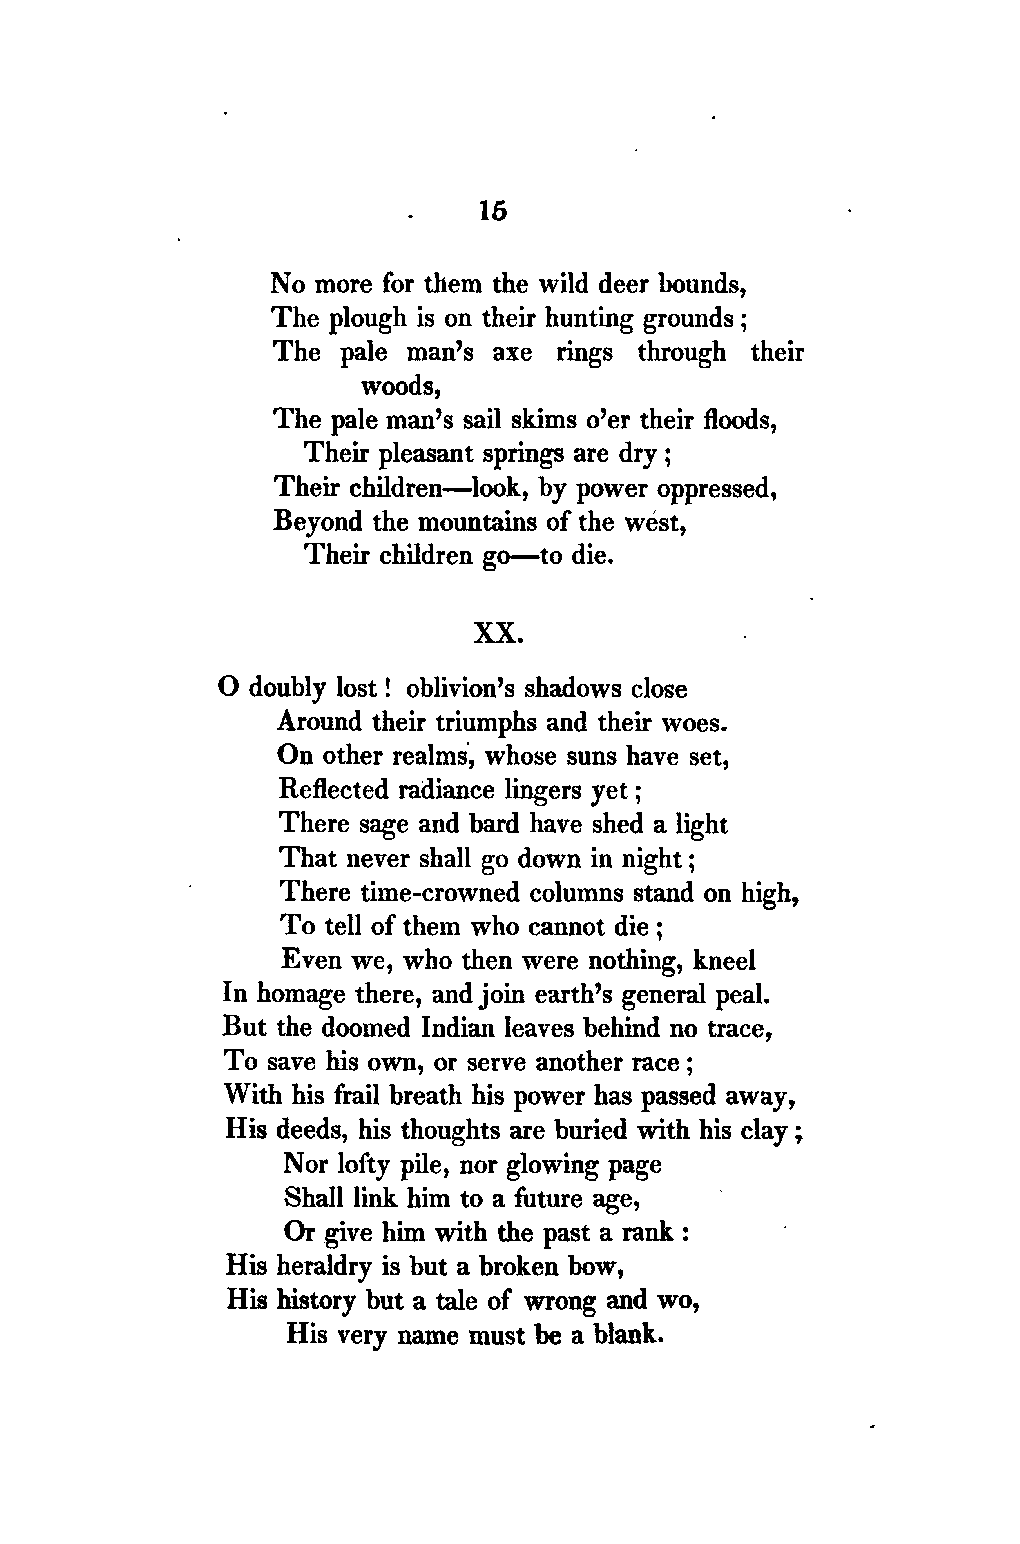 15
No more for them the wild deer bounds,
The plough is on their hunting grounds ;
The pale man's axe rings through their
woods,
The pale man's sail skims o'er their floods,
Their pleasant springs are dry ;
Their children—look, by power oppressed,
Beyond the mountains of the west,
Their children go—to die.
XX.
O doubly lost ! oblivion's shadows close
Around their triumphs and their woes.
On other realms, whose suns have set,
Reflected radiance lingers yet ;
There sage and bard have shed a light
That never shall go down in night ;
There time-crowned columns stand on high,
To tell of them who cannot die ;
Even we, who then were nothing, kneel
In homage there, and join earth's general peal.
But the doomed Indian leaves behind no trace,
To save his own, or serve another race ;
With his frail breath his power has passed away,
His deeds, his thoughts are buried with his clay ;
Nor lofty pile, nor glowing page
Shall link him to a future age,
Or give him with the past a rank :
His heraldry is but a broken bow,
His history but a tale of wrong and wo,
His very name must be a blank.